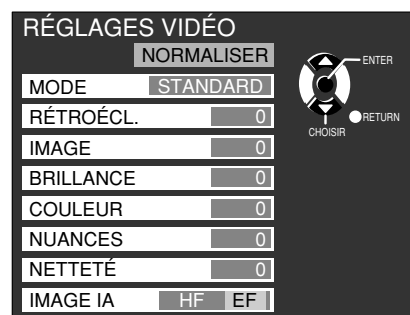 RÉGLAGES VIDÉO
NORMALISER
MODE STANDARD
RÉTROÉCL. 0
IMAGE 0
BRILLANCE 0
COULEUR 0
NUANCES 0
NETTETÉ 0
IMAGE IA HF EF
ENTER
RETURN
CHOISIR